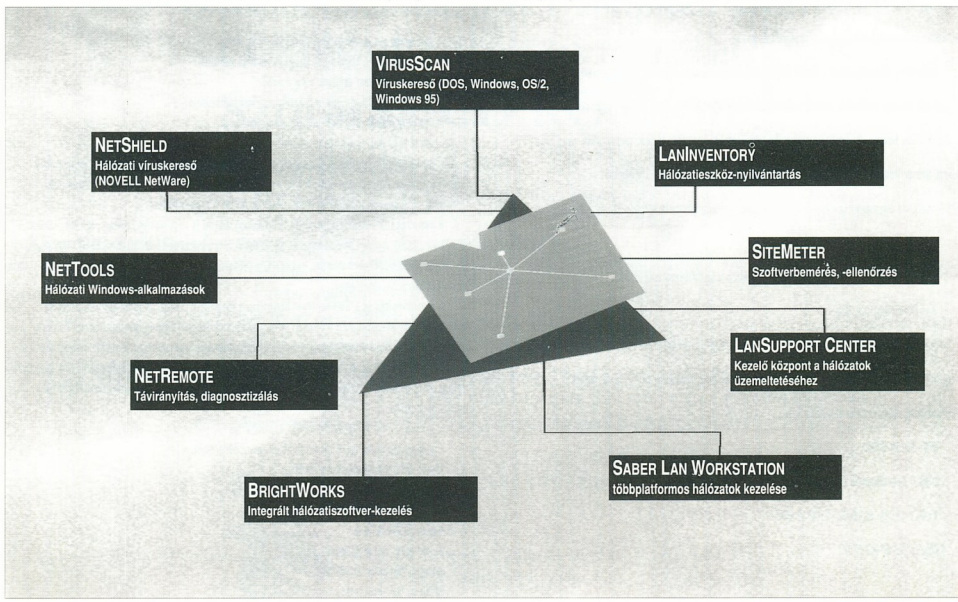 VIRUSSCAN
Víruskereső (DOS, Windows, OS/2,
Windows 95)
NETSHIELD
Hálózati víruskereső
(NOVELL NetWare)
LANINVENTORY
Hálózatieszköz-nyilvántartás
NETTOOLS
Hálózati Windows-alkalmazások
SITEMETER
Szoftverbemérés, -ellenőrzés
NETREMOTE
Távirányítás, diagnosztizálás
LANSUPPORT CENTER
Kezelő központ a hálózatok
üzemeltetéséhez
BRIGHTWORKS
Integrált hálózatiszoftver-kezelés
SABER LAN WORKSTATION
többplatformos hálózatok kezelése